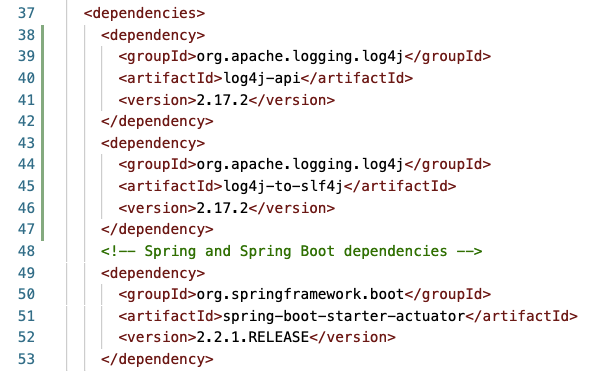 37 <dependencies>
38 <dependency>
39 <groupId>org.apache.logging.log4j</groupId>
40 <artifactId>log4j-api</artifactId>
41 <version>2.17.2</version>
42 </dependency>
43 <dependency>
44 <groupId>org.apache.logging.log4j</groupId>
45 <artifactId>log4j-to-slf4j</artifactId>
46 <version>2.17.2</version>
47 </dependency>
48 <!-- Spring and Spring Boot dependencies -->
49 <dependency>
50 <groupId>org.springframework.boot</groupId>
51 <artifactId>spring-boot-starter-actuator</artifactId>
52 <version>2.2.1.RELEASE</version>
53 </dependency>